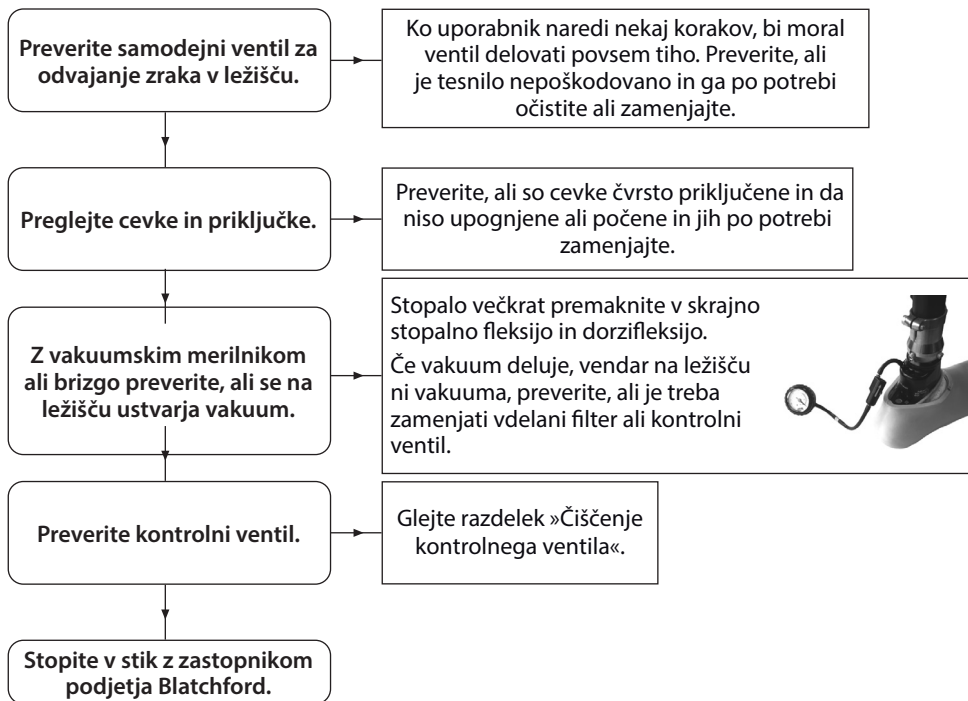 Preverite samodejni ventil za
odvajanje zraka v ležišču.
Ko uporabnik naredi nekaj korakov, bi moral
ventil delovati povsem tiho. Preverite, ali
je tesnilo nepoškodovano in ga po potrebi
očistite ali zamenjajte.
Preglejte cevke in priključke.
Preverite, ali so cevke čvrsto priključene in da
niso upognjene ali počene in jih po potrebi
zamenjajte.
Z vakuumskim merilnikom
ali brizgo preverite, ali se na
ležišču ustvarja vakuum.
Stopalo večkrat premaknite v skrajno
stopalno fleksijo in dorzifleksijo.
Če vakuum deluje, vendar na ležišču
ni vakuuma, preverite, ali je treba
zamenjati vdelani filter ali kontrolni
ventil.
Preverite kontrolni ventil.
Glejte razdelek »Čiščenje
kontrolnega ventila«.
Stopite v stik z zastopnikom
podjetja Blatchford.